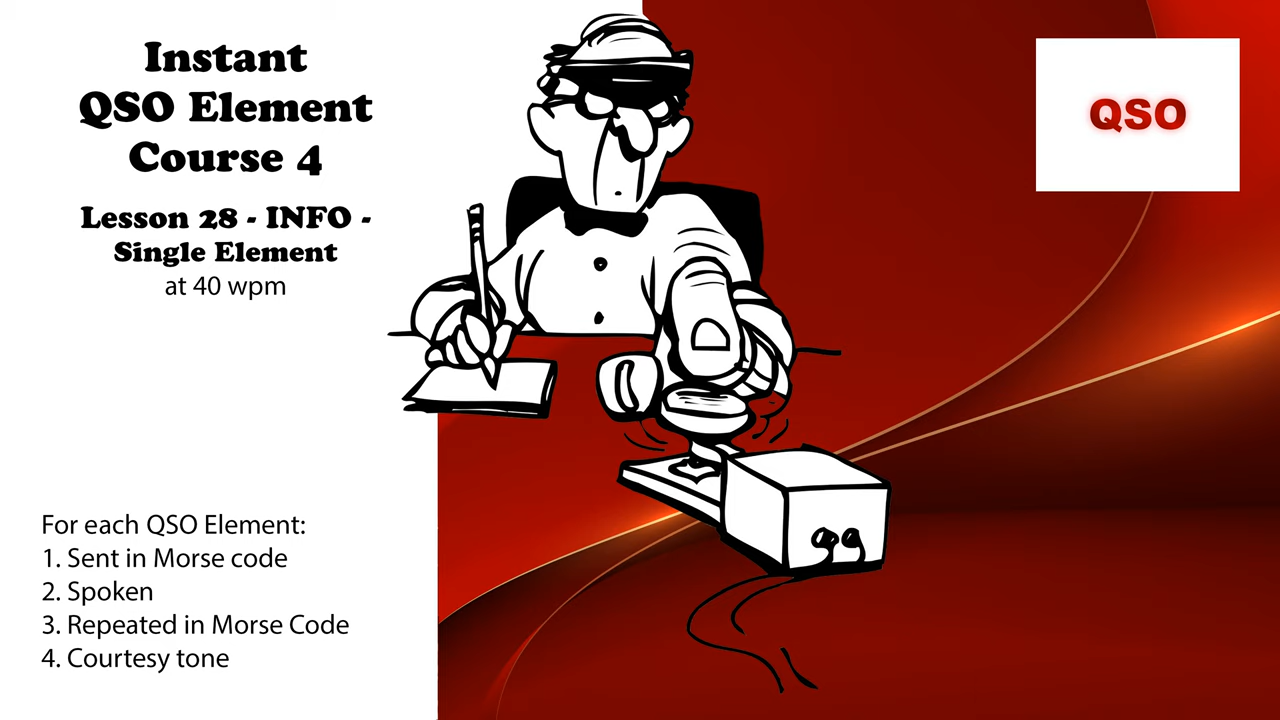 Instant
QSO Element
Course 4
Lesson 28 - INFO -
Single Element
at 40 wpm
QSO
For each QSO Element:
1. Sent in Morse code
2. Spoken
3. Repeated in Morse Code
4. Courtesy tone